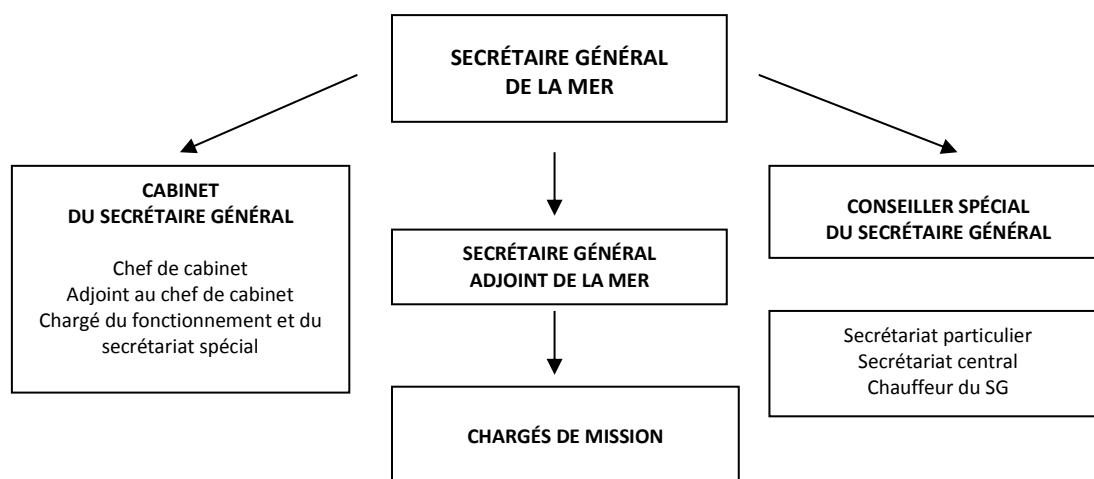 SECRÉTAIRE GÉNÉRAL
DE LA MER
CABINET
DU SECRÉTAIRE GÉNÉRAL
Chef de cabinet
Adjoint au chef de cabinet
Chargé du fonctionnement et du
secrétariat spécial
SECRÉTAIRE GÉNÉRAL
ADJOINT DE LA MER
CHARGÉS DE MISSION
CONSEILLER SPÉCIAL
DU SECRÉTAIRE GÉNÉRAL
Secrétariat particulier
Secrétariat central
Chauffeur du SG